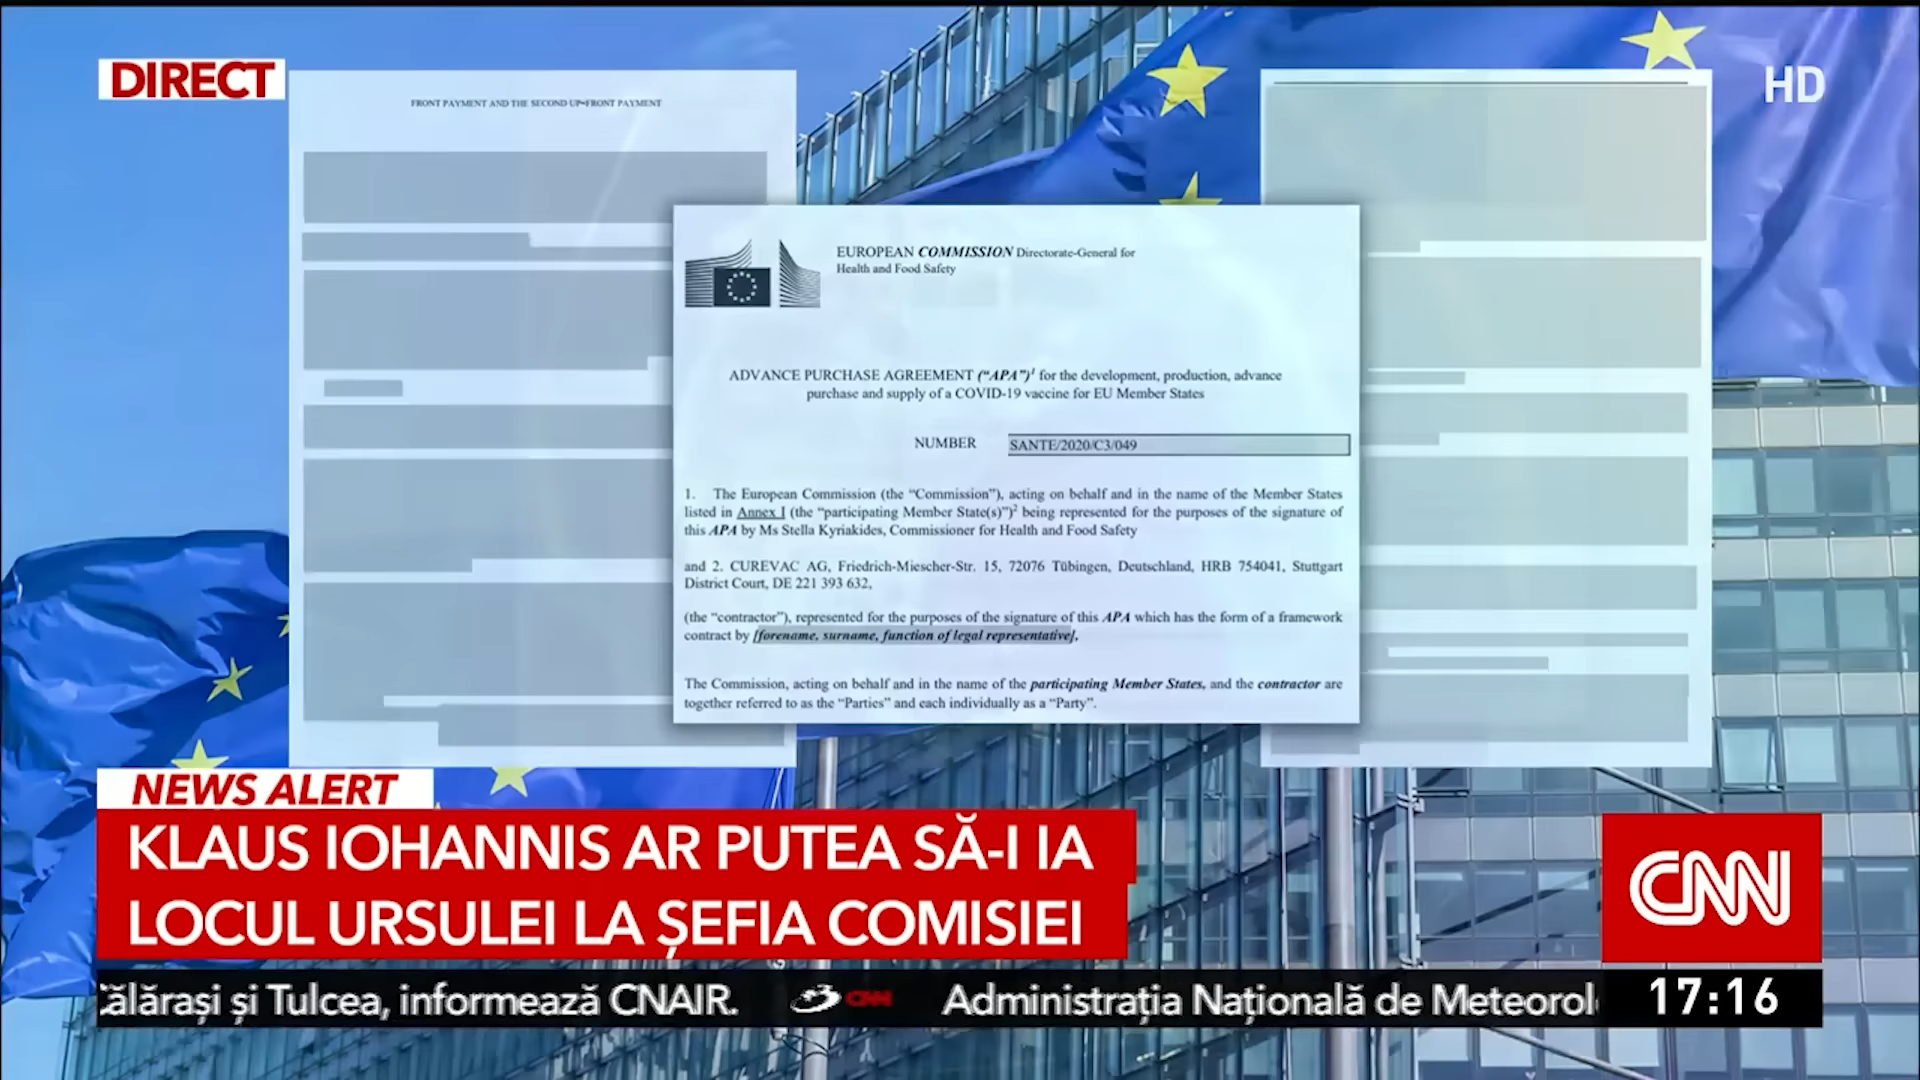 DIRECT
HD
FRONT PAYMENT AND THE SECOND UP-FRONT PAYMENT
EUROPEAN COMMISSION Directorate-General for
Health and Food Safety
ADVANCE PURCHASE AGREEMENT (“APA”)¹ for the development, production, advance
purchase and supply of a COVID-19 vaccine for EU Member States
NUMBER SANTE/2020/C3/049
1. The European Commission (the “Commission”), acting on behalf and in the name of the Member States
listed in Annex I (the “participating Member State(s)”)² being represented for the purposes of the signature of
this APA by Ms Stella Kyriakides, Commissioner for Health and Food Safety
and 2. CUREVAC AG, Friedrich-Miescher-Str. 15, 72076 Tübingen, Deutschland, HRB 754041, Stuttgart
District Court, DE 221 393 632,
(the “contractor”), represented for the purposes of the signature of this APA which has the form of a framework
contract by [forename, surname, function of legal representative].
The Commission, acting on behalf and in the name of the participating Member States, and the contractor are
together referred to as the “Parties” and each individually as a “Party”.
NEWS ALERT
KLAUS IOHANNIS AR PUTEA SĂ-I IA
LOCUL URSULEI LA ȘEFIA COMISIEI
CNN
Călărași și Tulcea, informează CNAIR. CNN Administrația Națională de Meteorol
17:16